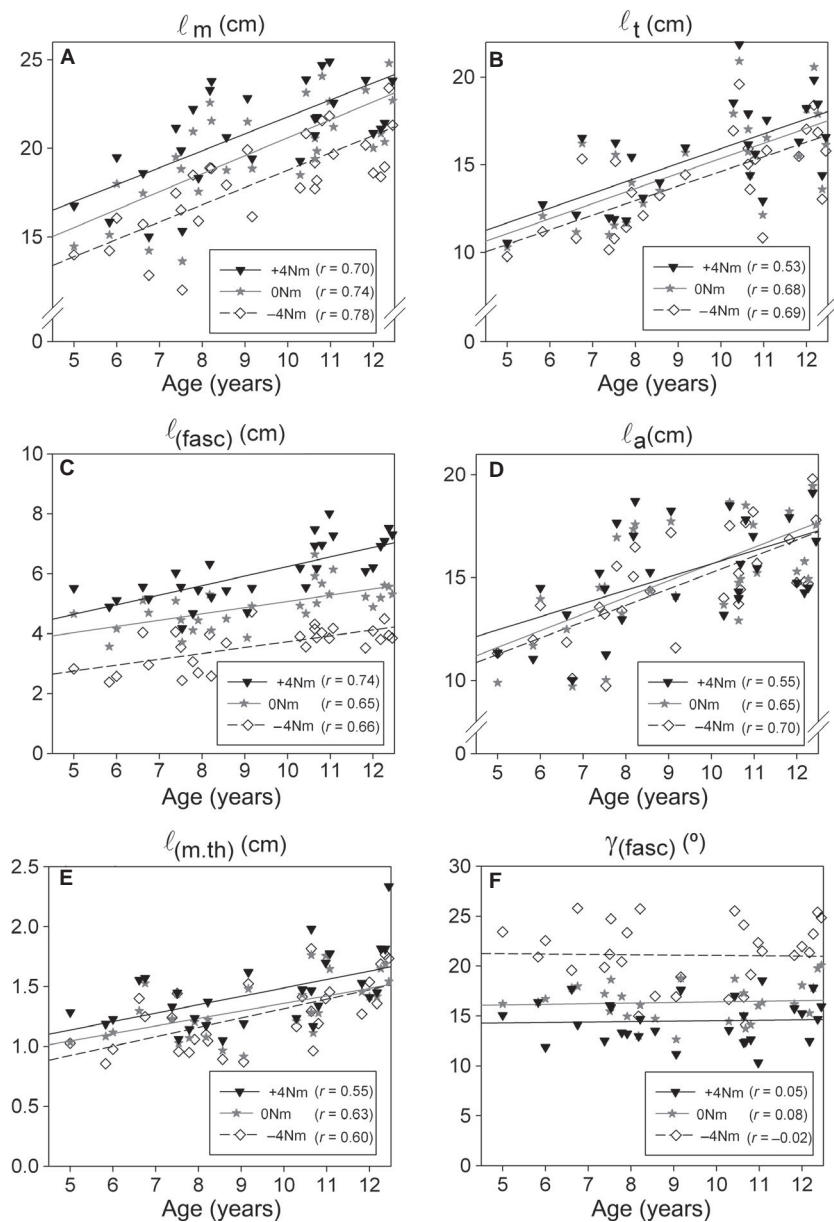 ℓ m (cm)
A
25
20
15
0
+4Nm (r = 0.70)
0Nm (r = 0.74)
–4Nm (r = 0.78)
5 6 7 8 9 10 11 12
Age (years)
ℓ t (cm)
B
20
15
10
0
+4Nm (r = 0.53)
0Nm (r = 0.68)
–4Nm (r = 0.69)
5 6 7 8 9 10 11 12
Age (years)
ℓ (fasc) (cm)
C
10
8
6
4
2
0
+4Nm (r = 0.74)
0Nm (r = 0.65)
–4Nm (r = 0.66)
5 6 7 8 9 10 11 12
Age (years)
ℓ a(cm)
D
20
15
10
0
+4Nm (r = 0.55)
0Nm (r = 0.65)
–4Nm (r = 0.70)
5 6 7 8 9 10 11 12
Age (years)
ℓ (m.th) (cm)
E
2.5
2.0
1.5
1.0
0.5
0.0
+4Nm (r = 0.55)
0Nm (r = 0.63)
–4Nm (r = 0.60)
5 6 7 8 9 10 11 12
Age (years)
γ(fasc) (º)
F
30
25
20
15
10
5
0
+4Nm (r = 0.05)
0Nm (r = 0.08)
–4Nm (r = –0.02)
5 6 7 8 9 10 11 12
Age (years)